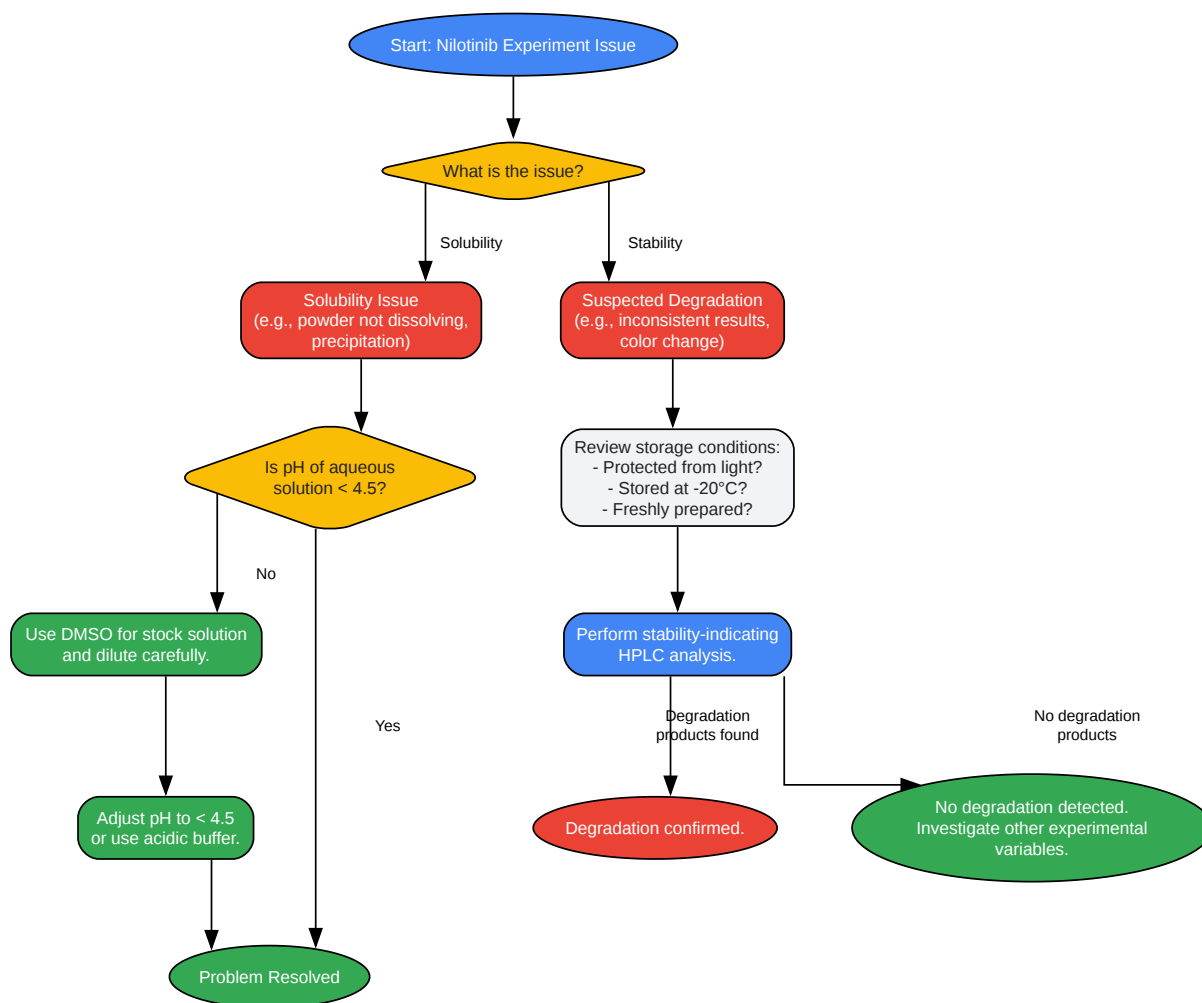 Start: Nilotinib Experiment Issue
What is the issue?
Solubility
Stability
Solubility Issue
(e.g., powder not dissolving,
precipitation)
Suspected Degradation
(e.g., inconsistent results,
color change)
Is pH of aqueous
solution < 4.5?
Review storage conditions:
- Protected from light?
- Stored at -20°C?
- Freshly prepared?
No
Use DMSO for stock solution
and dilute carefully.
Perform stability-indicating
HPLC analysis.
Yes
Degradation
products found
No degradation
products
Adjust pH to < 4.5
or use acidic buffer.
Degradation confirmed.
No degradation detected.
Investigate other experimental
variables.
Problem Resolved